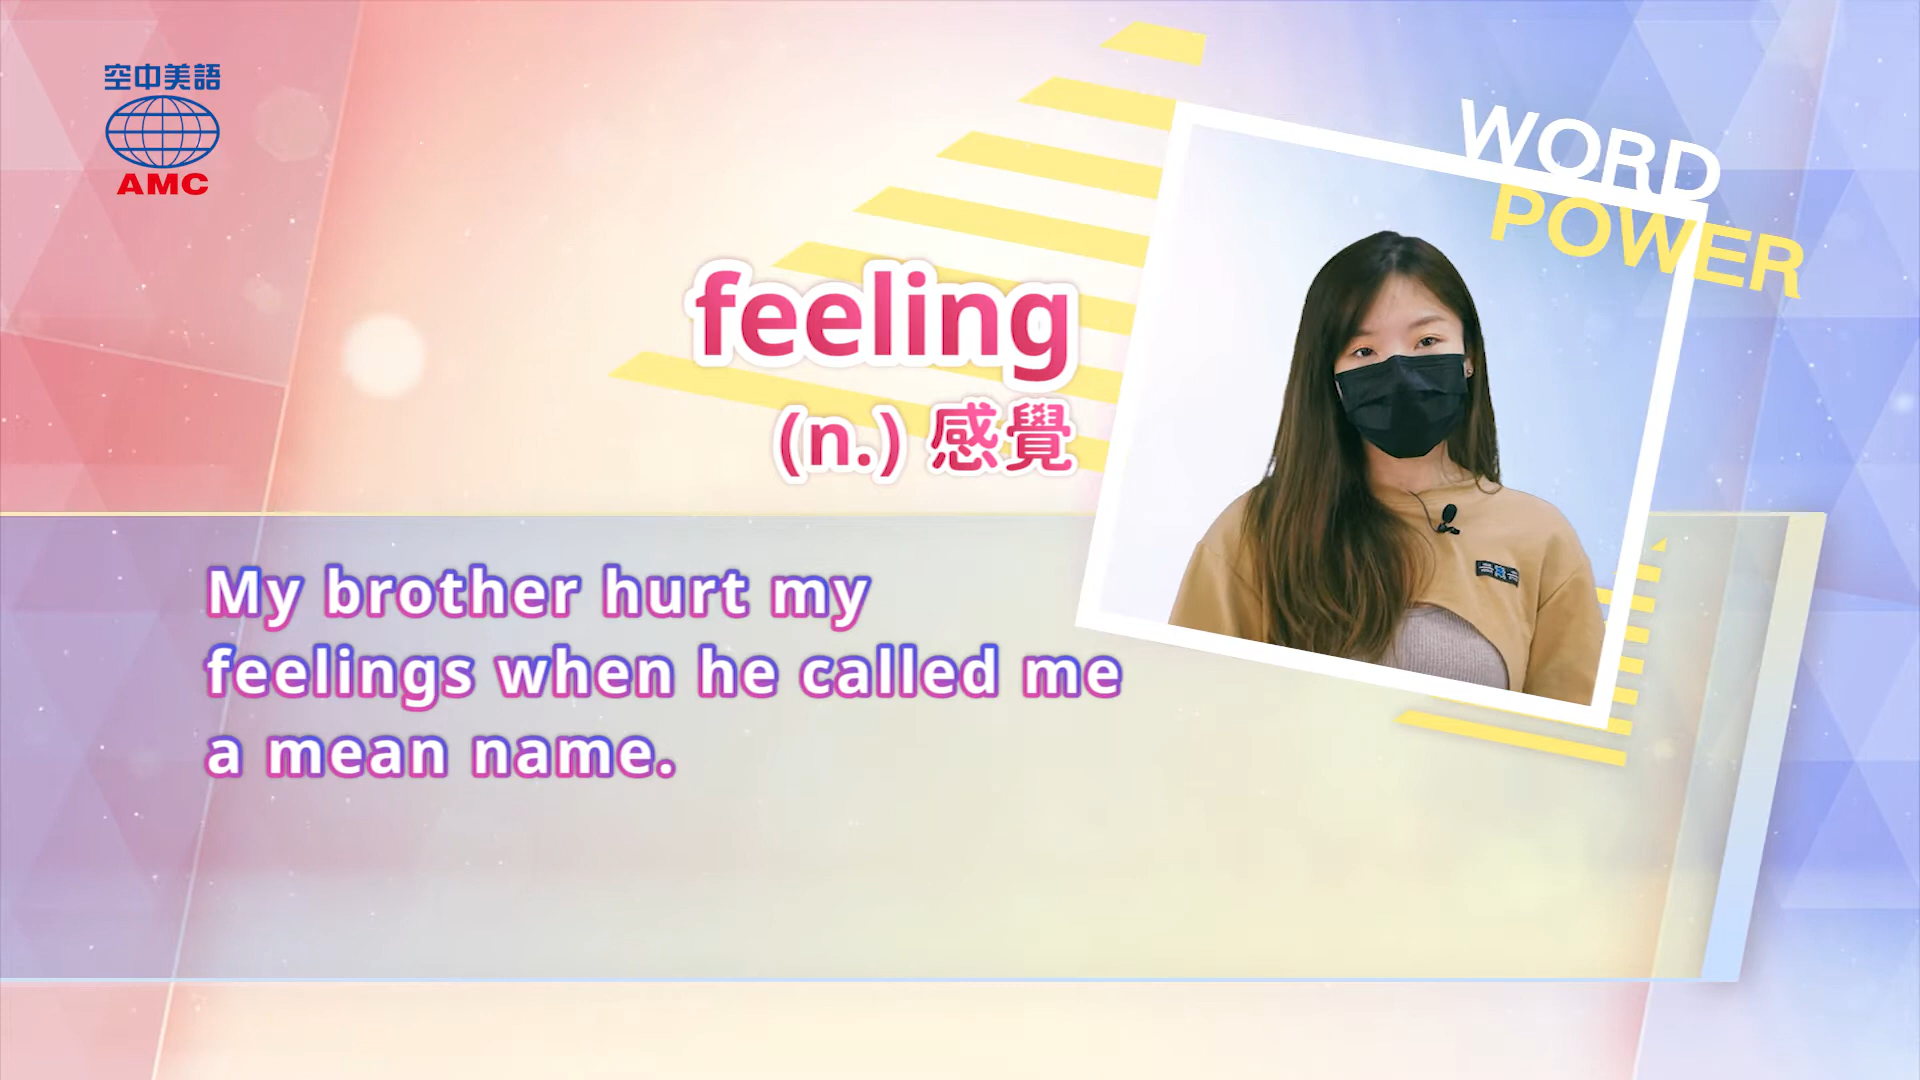 空中美語
AMC
WORD
POWER
feeling
(n.) 感覺
My brother hurt my
feelings when he called me
a mean name.